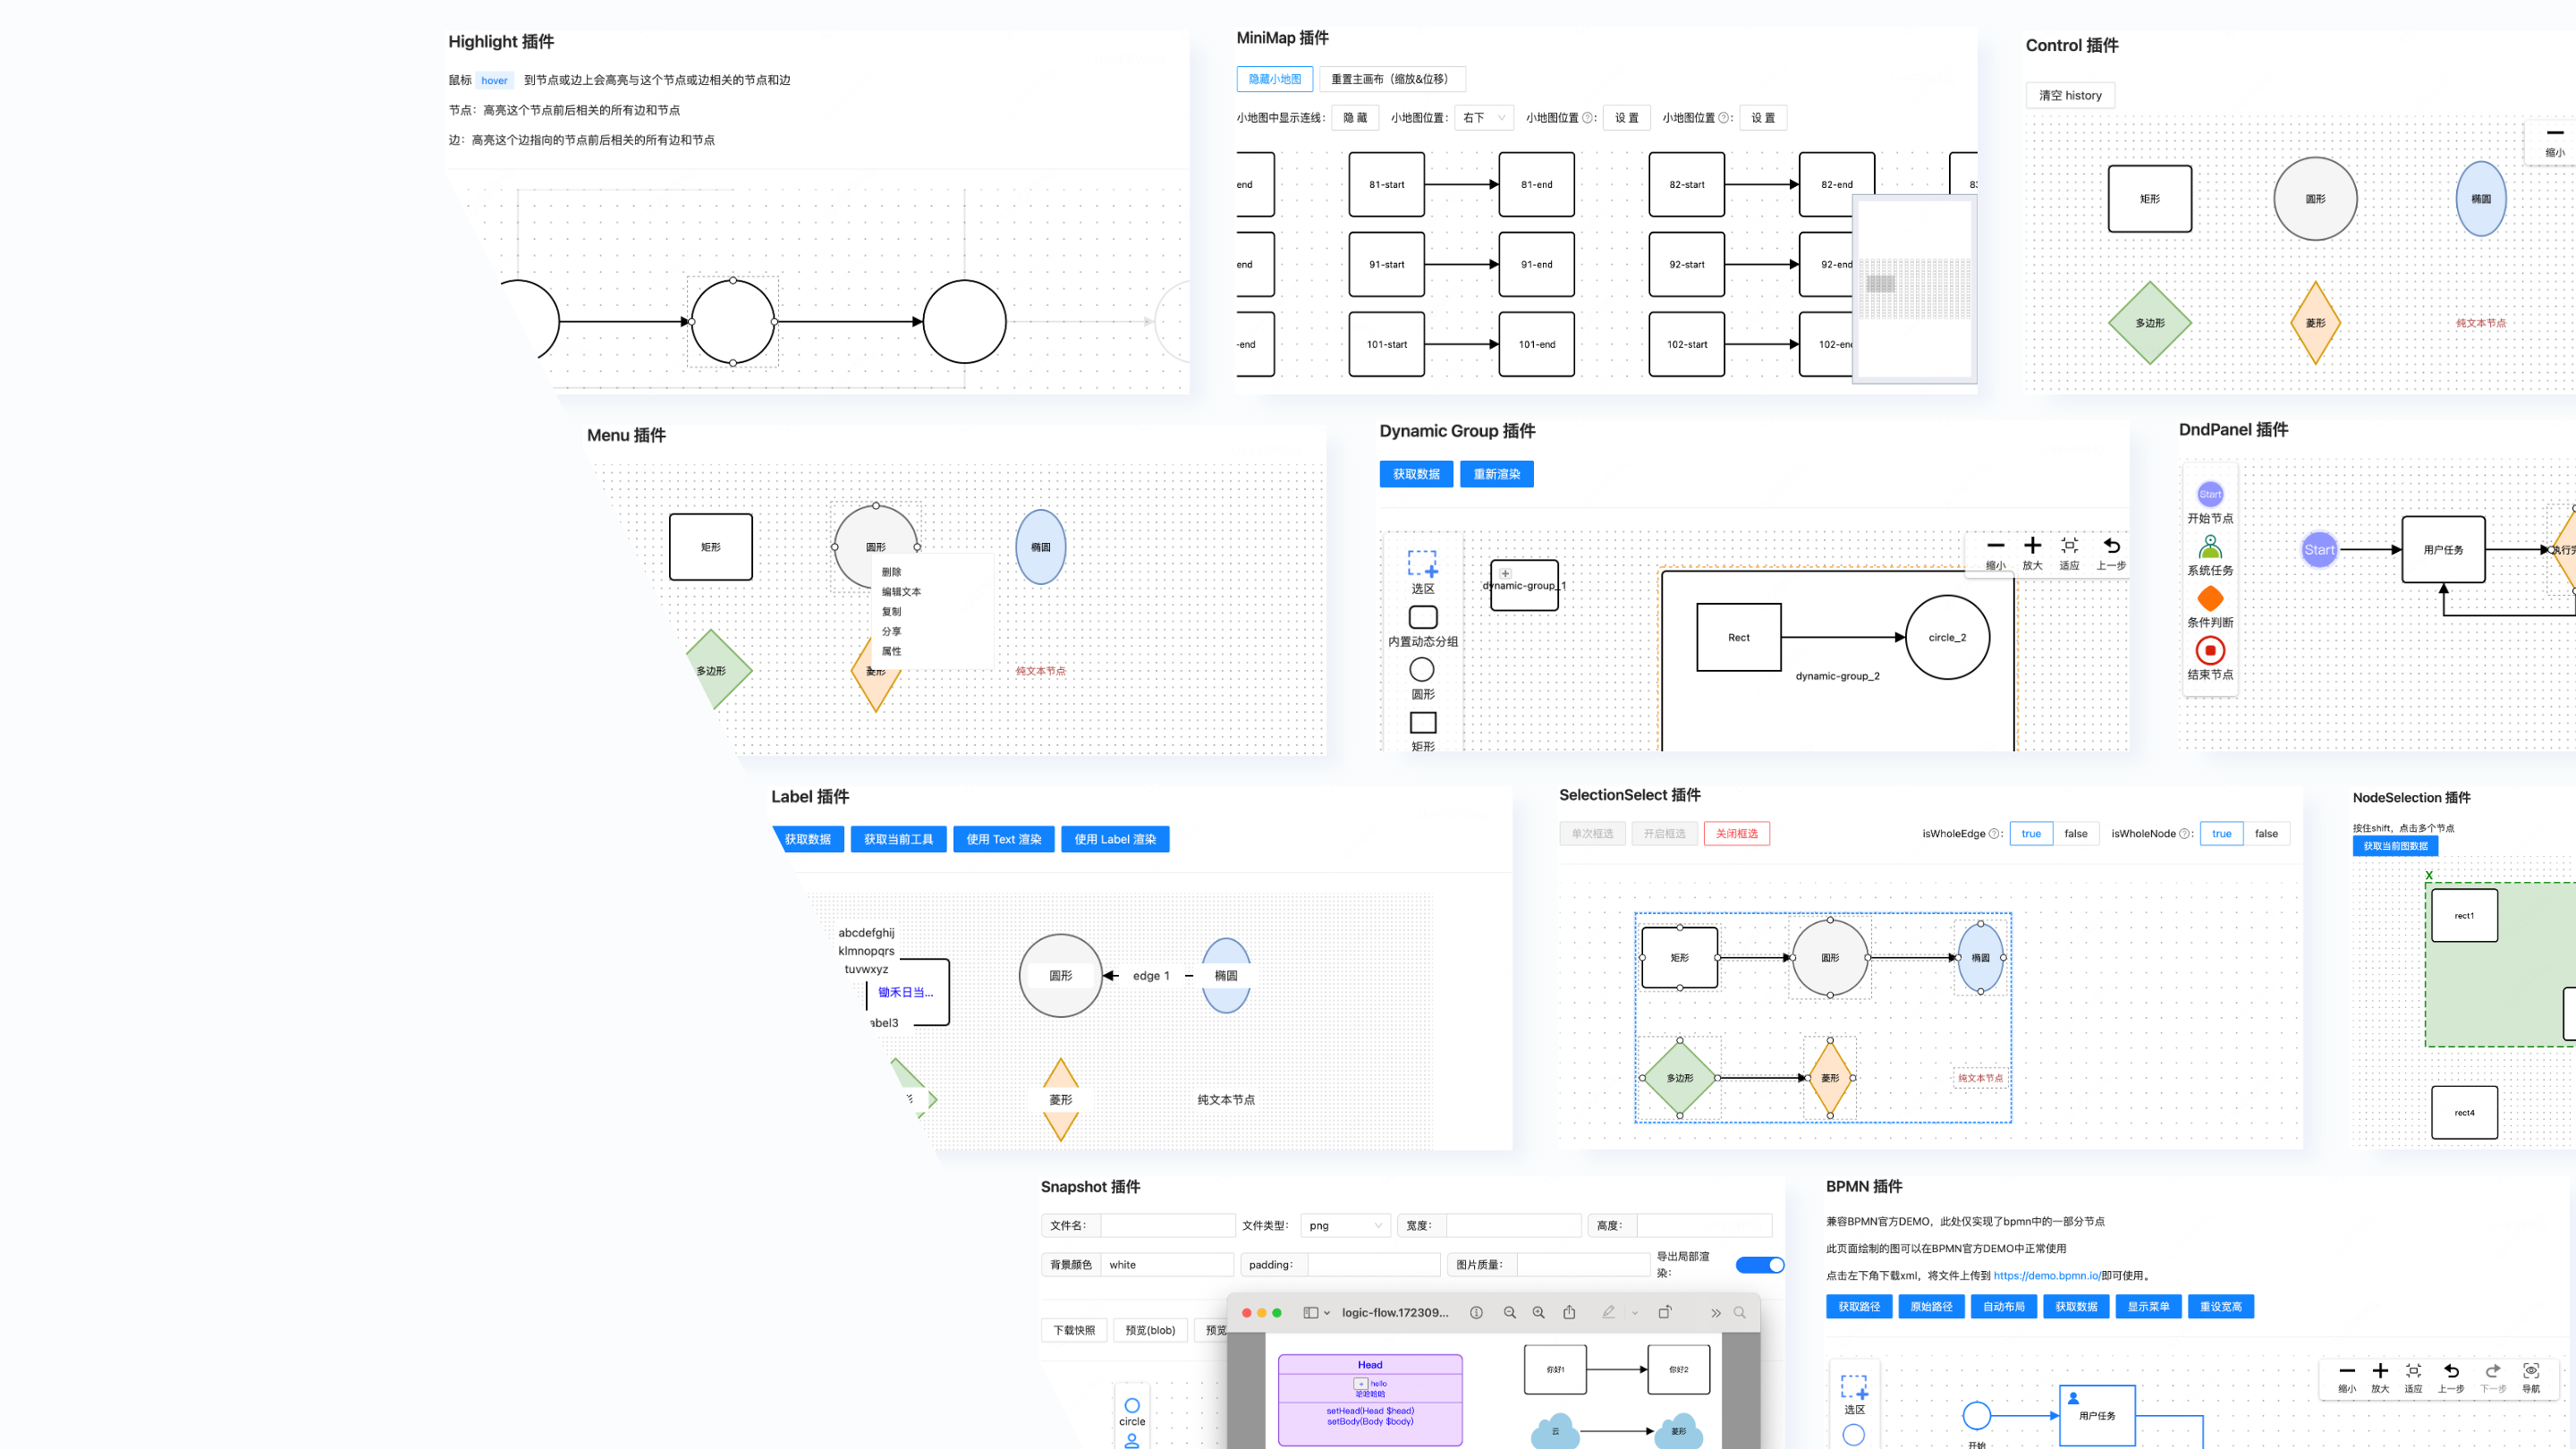 Highlight 插件
鼠标 hover 到节点或边上会高亮与这个节点或边相关的节点和边
节点：高亮这个节点前后相关的所有边和节点
边：高亮这个边指向的节点前后相关的所有边和节点
MiniMap 插件
隐藏小地图 重置主画布（缩放&位移）
小地图中显示连线： 隐 藏 小地图位置： 右下 小地图位置 ： 设 置 小地图位置 ： 设 置
end 81-start 81-end 82-start 82-end 83
end 91-start 91-end 92-start 92-end
-end 101-start 101-end 102-start 102-end
Control 插件
清空 history
缩小
矩形 圆形 椭圆
多边形 菱形 纯文本节点
Menu 插件
矩形 圆形 椭圆
删除
编辑文本
复制
分享
属性
多边形 菱形 纯文本节点
Dynamic Group 插件
获取数据 重新渲染
选区
内置动态分组
圆形
矩形
dynamic-group_1
缩小 放大 适应 上一步
Rect circle_2
dynamic-group_2
DndPanel 插件
Start
开始节点
系统任务
条件判断
结束节点
Start 用户任务 执行完
Label 插件
获取数据 获取当前工具 使用 Text 渲染 使用 Label 渲染
abcdefghij
klmnopqrs
tuvwxyz
锄禾日当...
abel3
圆形 edge 1 椭圆
菱形 纯文本节点
SelectionSelect 插件
单次框选 开启框选 关闭框选 isWholeEdge ： true false isWholeNode ： true false
矩形 圆形 椭圆
多边形 菱形 纯文本节点
NodeSelection 插件
按住shift，点击多个节点
获取当前图数据
X
rect1
rect4
Snapshot 插件
文件名： 文件类型： png 宽度： 高度：
背景颜色 white padding： 图片质量： 导出局部渲
染：
下载快照 预览(blob) 预览
circle
logic-flow.172309...
Head
hello
哈哈哈哈
setHead(Head $head)
setBody(Body $body)
你好1 你好2
云 菱形
BPMN 插件
兼容BPMN官方DEMO，此处仅实现了bpmn中的一部分节点
此页面绘制的图可以在BPMN官方DEMO中正常使用
点击左下角下载xml，将文件上传到 https://demo.bpmn.io/即可使用。
获取路径 原始路径 自动布局 获取数据 显示菜单 重设宽高
选区
缩小 放大 适应 上一步 下一步 导航
开始 用户任务